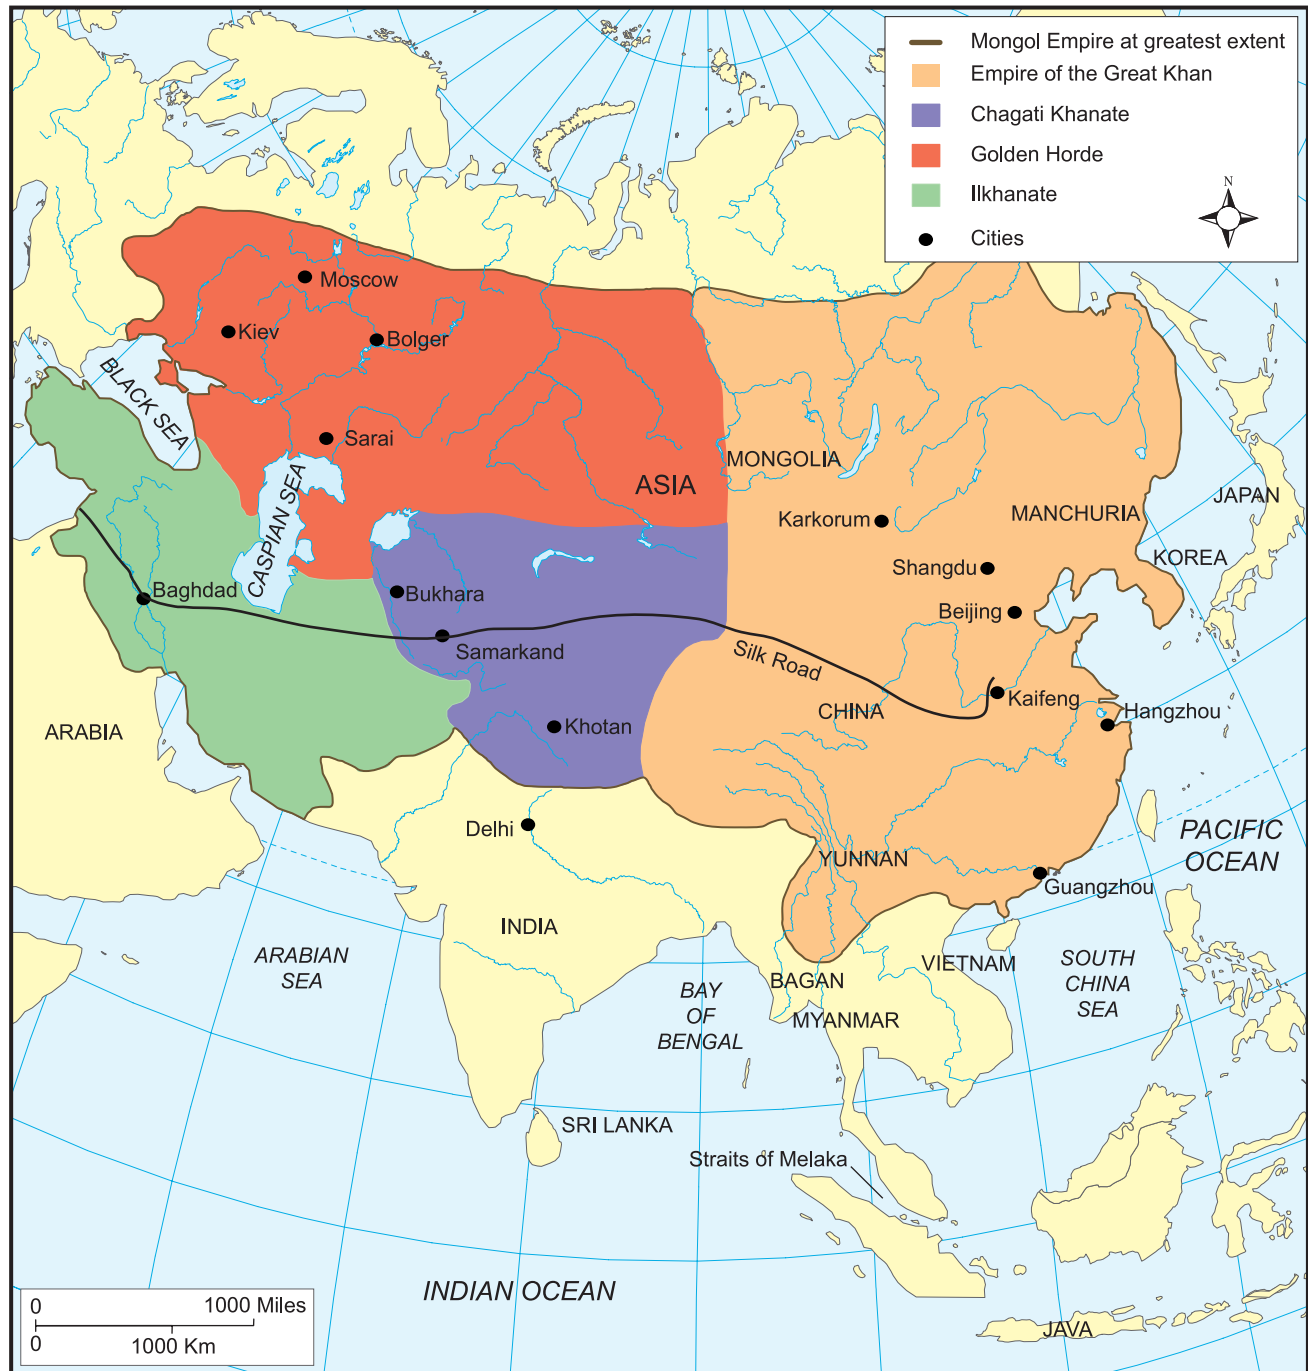 Mongol Empire at greatest extent
Empire of the Great Khan
Chagati Khanate
Golden Horde
Ilkhanate
Cities
N
Moscow
Kiev
Bolger
BLACK SEA
Sarai
CASPIAN SEA
ASIA
MONGOLIA
Karkorum
MANCHURIA
JAPAN
KOREA
Shangdu
Beijing
Baghdad
Bukhara
Samarkand
Silk Road
Khotan
CHINA
Kaifeng
Hangzhou
ARABIA
Delhi
YUNNAN
PACIFIC
OCEAN
Guangzhou
INDIA
ARABIAN
SEA
BAY
OF
BENGAL
BAGAN
MYANMAR
VIETNAM
SOUTH
CHINA
SEA
SRI LANKA
Straits of Melaka
INDIAN OCEAN
JAVA
0 1000 Miles
0 1000 Km